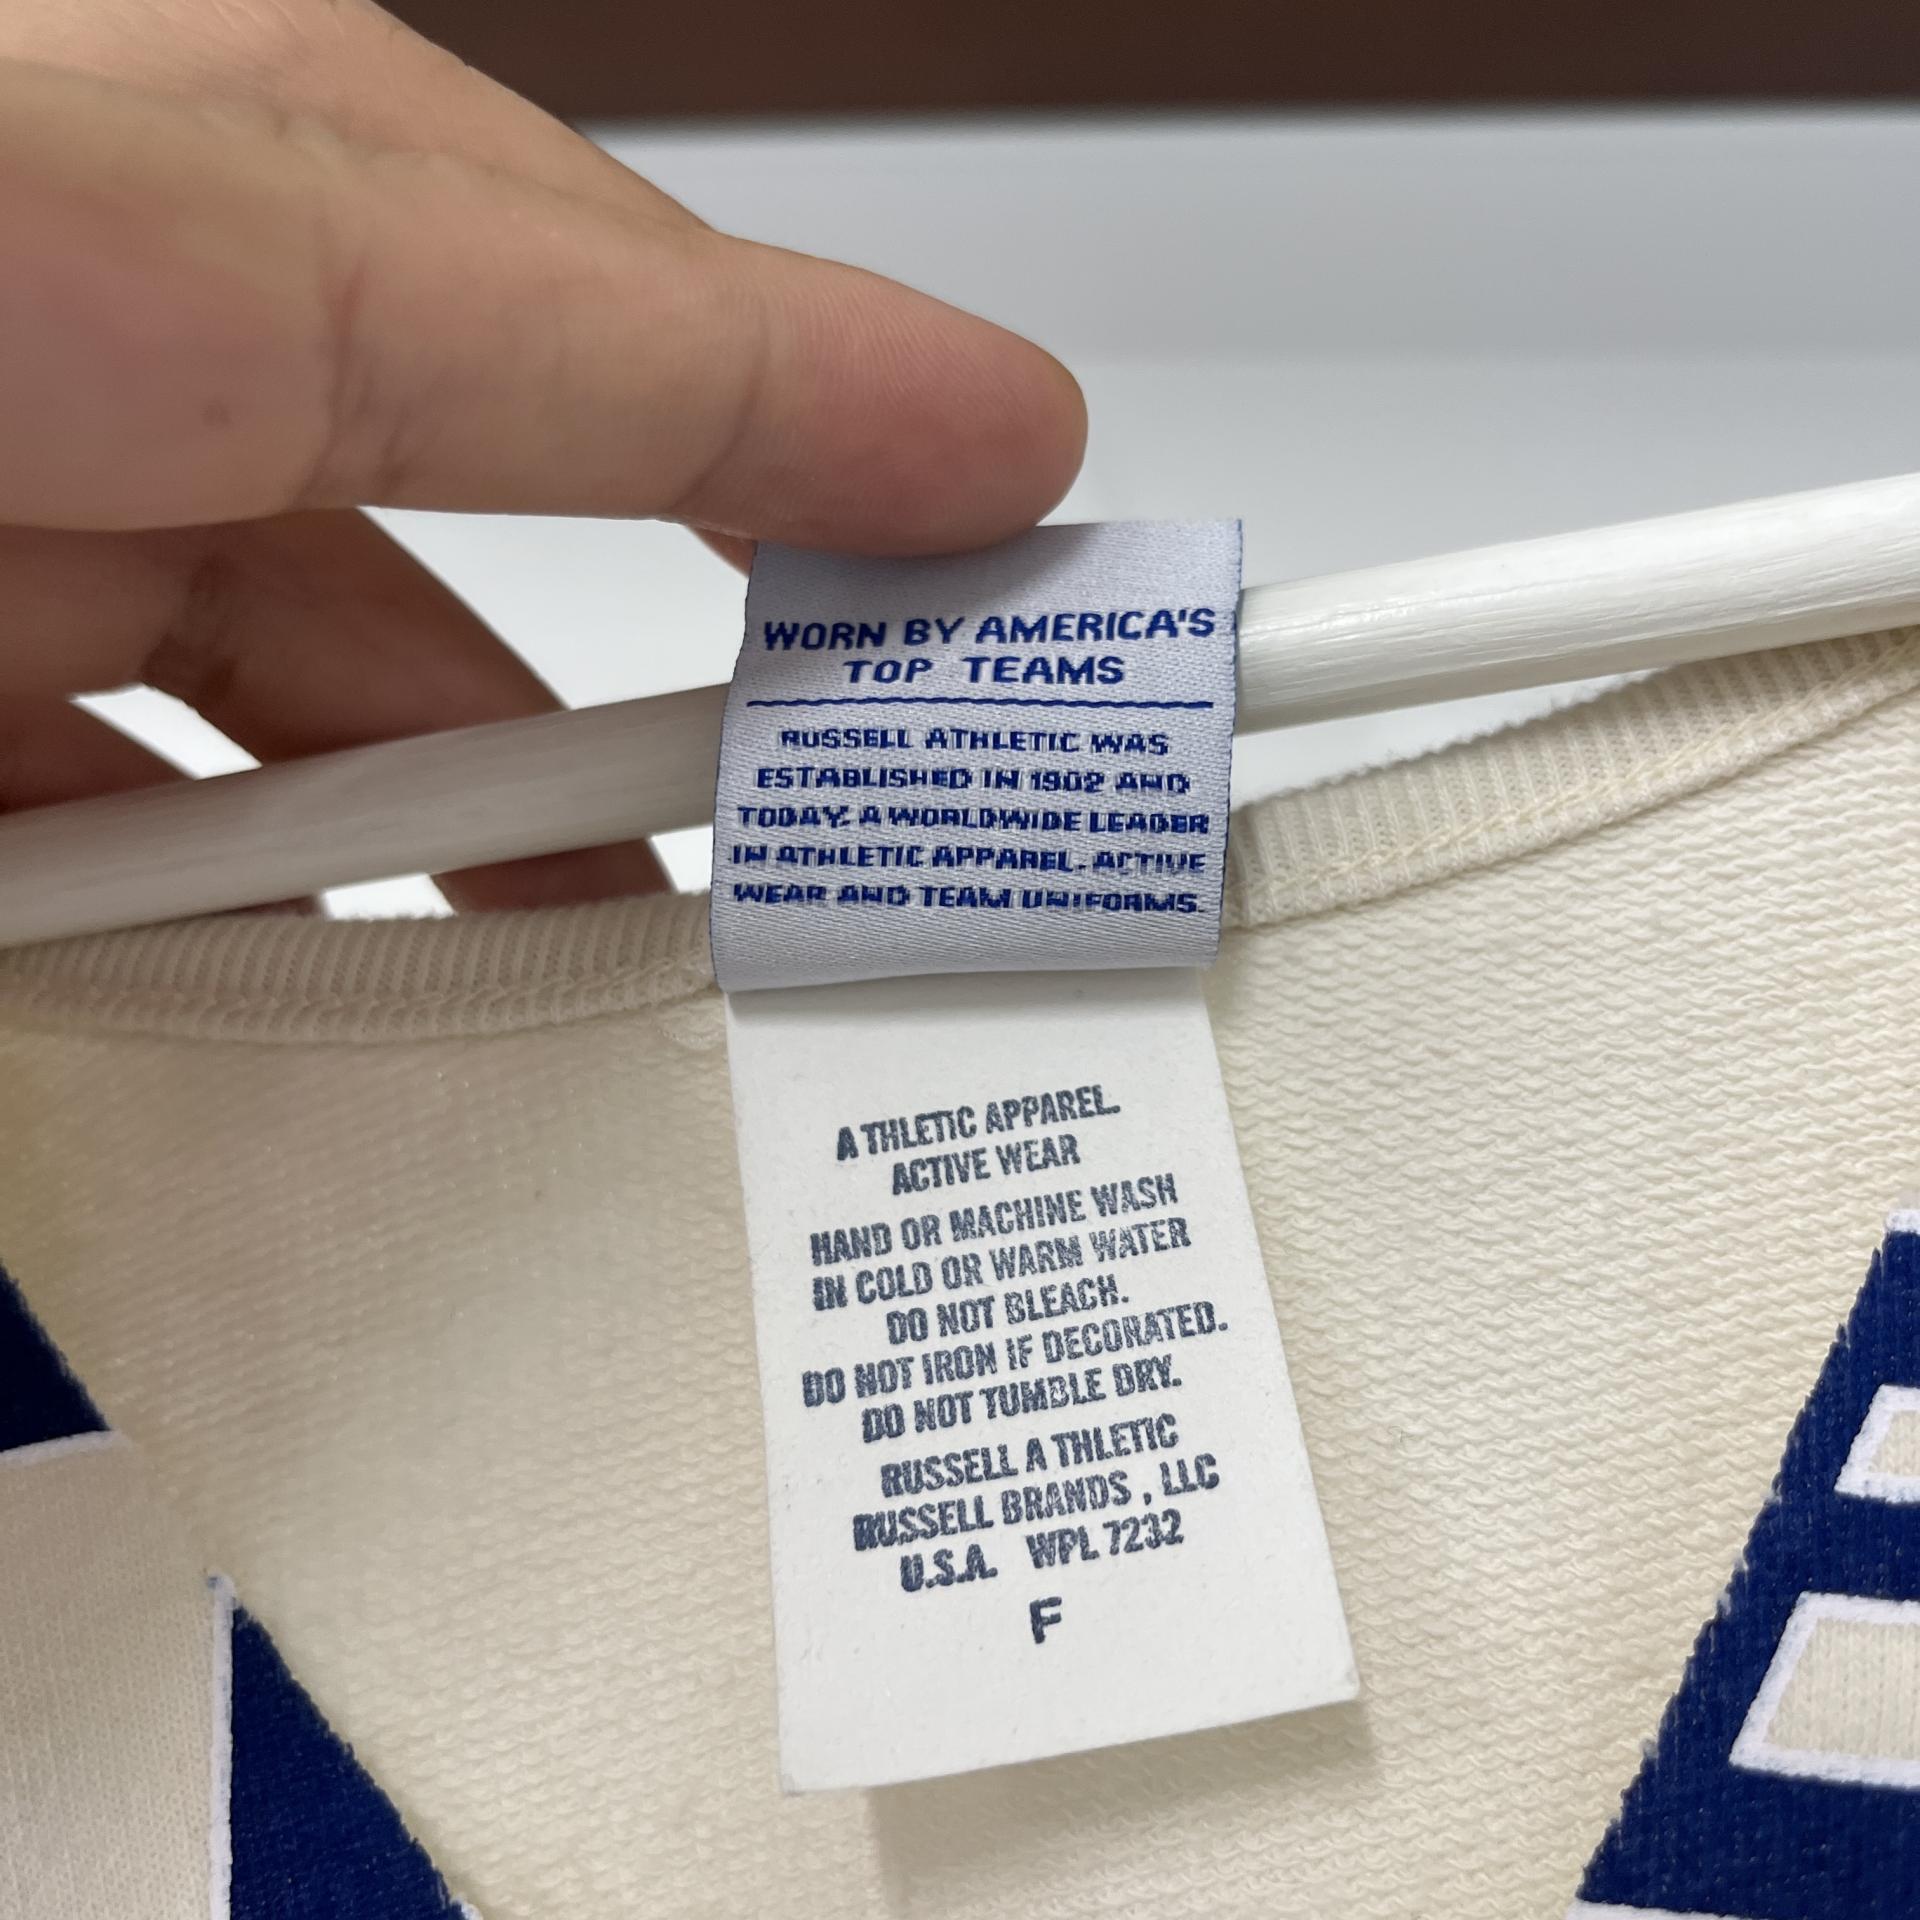 WORN BY AMERICA'S
TOP TEAMS
RUSSELL ATHLETIC WAS
ESTABLISHED IN 1902 AND
TODAY. A WORLDWIDE LEADER
IN ATHLETIC APPAREL. ACTIVE
WEAR AND TEAM UNIFORMS.
A THLETIC APPAREL.
ACTIVE WEAR
HAND OR MACHINE WASH
IN COLD OR WARM WATER
DO NOT BLEACH.
DO NOT IRON IF DECORATED.
DO NOT TUMBLE DRY.
RUSSELL A THLETIC
RUSSELL BRANDS , LLC
U.S.A. WPL 7232
F